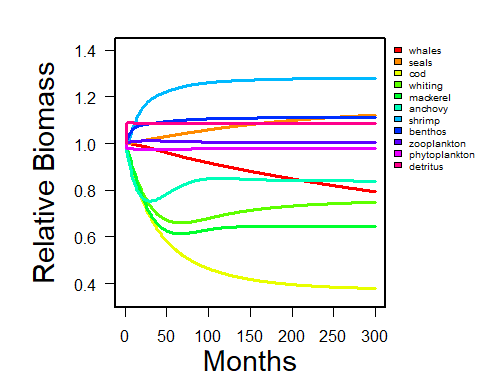 Relative Biomass
1.4
1.2
1.0
0.8
0.6
0.4
0 50 100 150 200 250 300
Months
whales
seals
cod
whiting
mackerel
anchovy
shrimp
benthos
zooplankton
phytoplankton
detritus